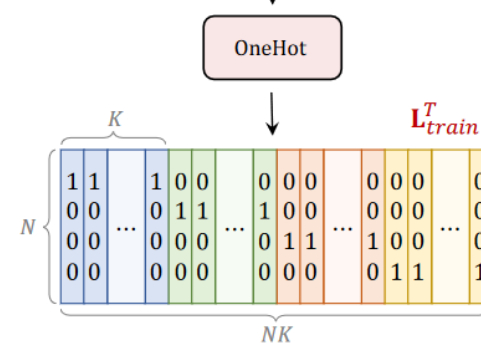 OneHot
L^T_train
K
1 1 1 0 0 0 0 0 0 0 0 0
0 0 0 1 1 1 0 0 0 0 0 0
N ... ... ... ...
0 0 0 0 0 0 1 1 1 0 0 0
0 0 0 0 0 0 0 0 0 1 1 1
NK